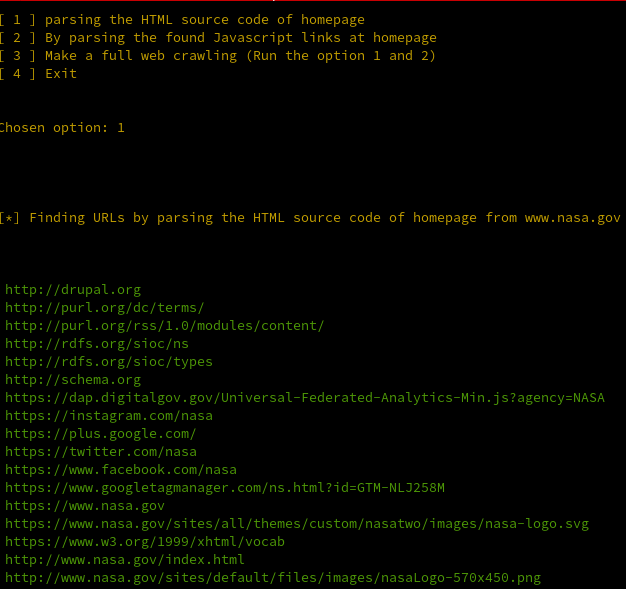 [ 1 ] parsing the HTML source code of homepage
[ 2 ] By parsing the found Javascript links at homepage
[ 3 ] Make a full web crawling (Run the option 1 and 2)
[ 4 ] Exit
Chosen option: 1
[*] Finding URLs by parsing the HTML source code of homepage from www.nasa.gov
http://drupal.org
http://purl.org/dc/terms/
http://purl.org/rss/1.0/modules/content/
http://rdfs.org/sioc/ns
http://rdfs.org/sioc/types
http://schema.org
https://dap.digitalgov.gov/Universal-Federated-Analytics-Min.js?agency=NASA
https://instagram.com/nasa
https://plus.google.com/
https://twitter.com/nasa
https://www.facebook.com/nasa
https://www.googletagmanager.com/ns.html?id=GTM-NLJ258M
https://www.nasa.gov
https://www.nasa.gov/sites/all/themes/custom/nasatwo/images/nasa-logo.svg
https://www.w3.org/1999/xhtml/vocab
http://www.nasa.gov/index.html
http://www.nasa.gov/sites/default/files/images/nasaLogo-570x450.png